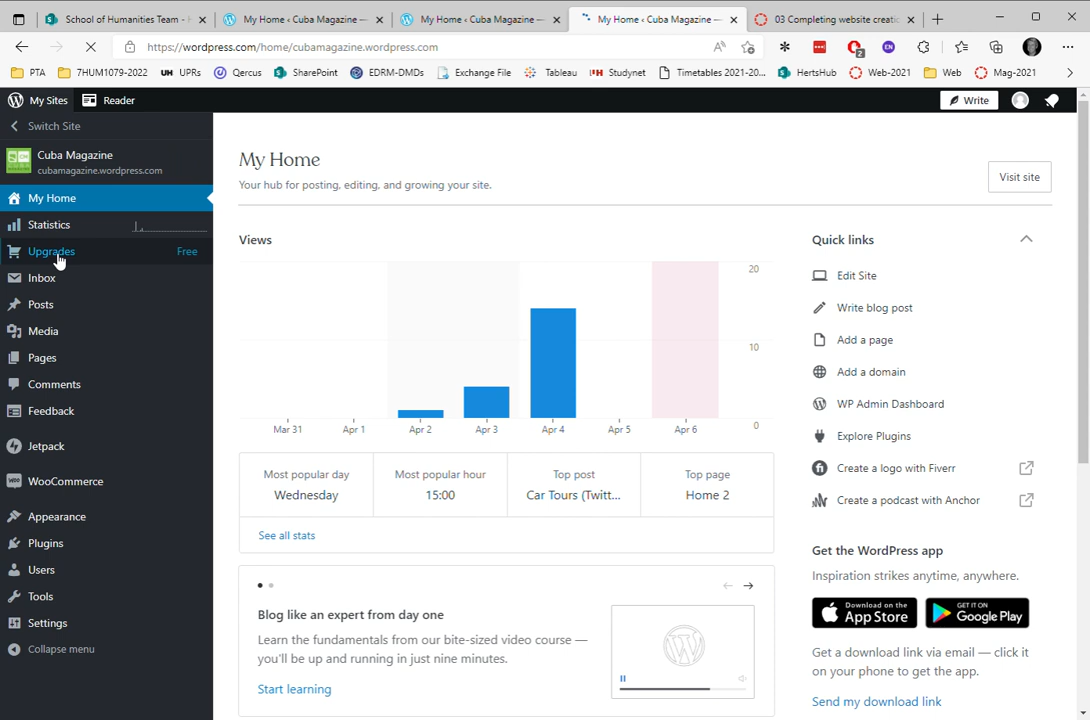 School of Humanities Team -
My Home ‹ Cuba Magazine —
My Home ‹ Cuba Magazine —
My Home ‹ Cuba Magazine —
03 Completing website creatio
https://wordpress.com/home/cubamagazine.wordpress.com
2
EN
PTA
7HUM1079-2022
UH UPRs
Qercus
SharePoint
EDRM-DMDs
Exchange File
Tableau
Studynet
Timetables 2021-20...
HertsHub
Web-2021
Web
Mag-2021
My Sites
Reader
Write
Switch Site
Cuba Magazine
cubamagazine.wordpress.com
My Home
Statistics
Upgrades Free
Inbox
Posts
Media
Pages
Comments
Feedback
Jetpack
WooCommerce
Appearance
Plugins
Users
Tools
Settings
Collapse menu
My Home
Your hub for posting, editing, and growing your site.
Visit site
Views
20
10
0
Mar 31 Apr 1 Apr 2 Apr 3 Apr 4 Apr 5 Apr 6
Most popular day
Wednesday
Most popular hour
15:00
Top post
Car Tours (Twitt...
Top page
Home 2
See all stats
Blog like an expert from day one
Learn the fundamentals from our bite-sized video course —
you'll be up and running in just nine minutes.
Start learning
Quick links
Edit Site
Write blog post
Add a page
Add a domain
WP Admin Dashboard
Explore Plugins
Create a logo with Fiverr
Create a podcast with Anchor
Get the WordPress app
Inspiration strikes anytime, anywhere.
Download on the
App Store
GET IT ON
Google Play
Get a download link via email — click it
on your phone to get the app.
Send my download link